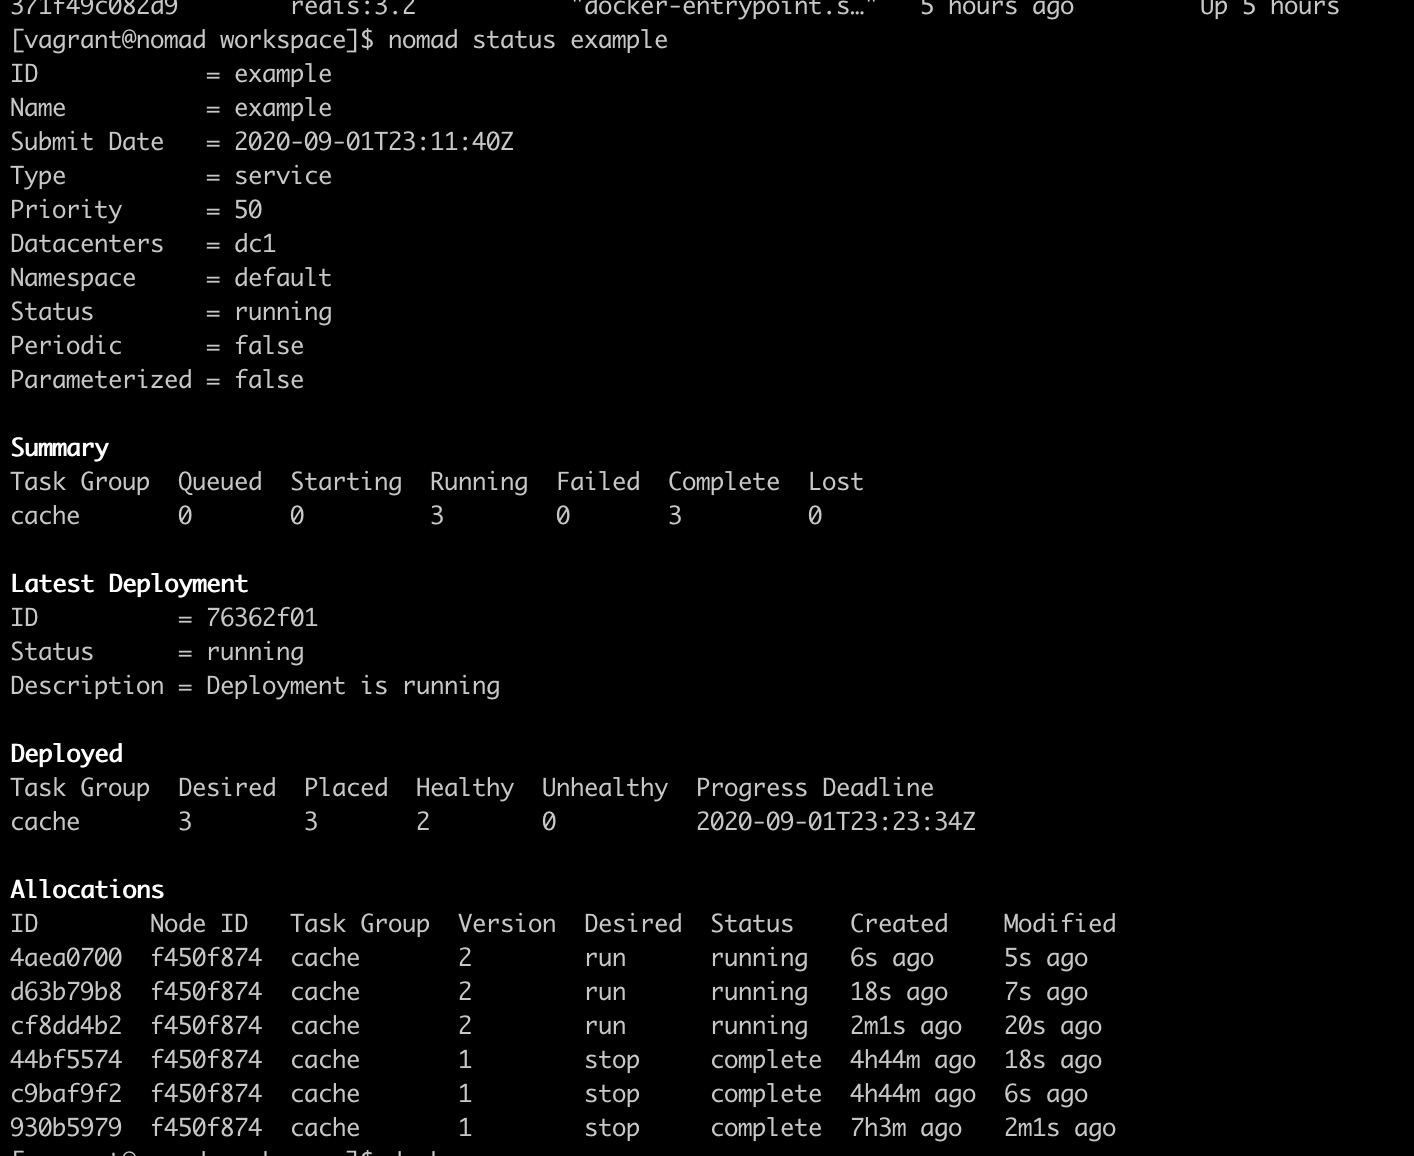 371f49c082d9        redis:3.2           "docker-entrypoint.s…"   5 hours ago         Up 5 hours
[vagrant@nomad workspace]$ nomad status example
ID            = example
Name          = example
Submit Date   = 2020-09-01T23:11:40Z
Type          = service
Priority      = 50
Datacenters   = dc1
Namespace     = default
Status        = running
Periodic      = false
Parameterized = false

Summary
Task Group  Queued  Starting  Running  Failed  Complete  Lost
cache       0       0         3        0       3         0

Latest Deployment
ID          = 76362f01
Status      = running
Description = Deployment is running

Deployed
Task Group  Desired  Placed  Healthy  Unhealthy  Progress Deadline
cache       3        3       2        0          2020-09-01T23:23:34Z

Allocations
ID        Node ID   Task Group  Version  Desired  Status    Created    Modified
4aea0700  f450f874  cache       2        run      running   6s ago     5s ago
d63b79b8  f450f874  cache       2        run      running   18s ago    7s ago
cf8dd4b2  f450f874  cache       2        run      running   2m1s ago   20s ago
44bf5574  f450f874  cache       1        stop     complete  4h44m ago  18s ago
c9baf9f2  f450f874  cache       1        stop     complete  4h44m ago  6s ago
930b5979  f450f874  cache       1        stop     complete  7h3m ago   2m1s ago